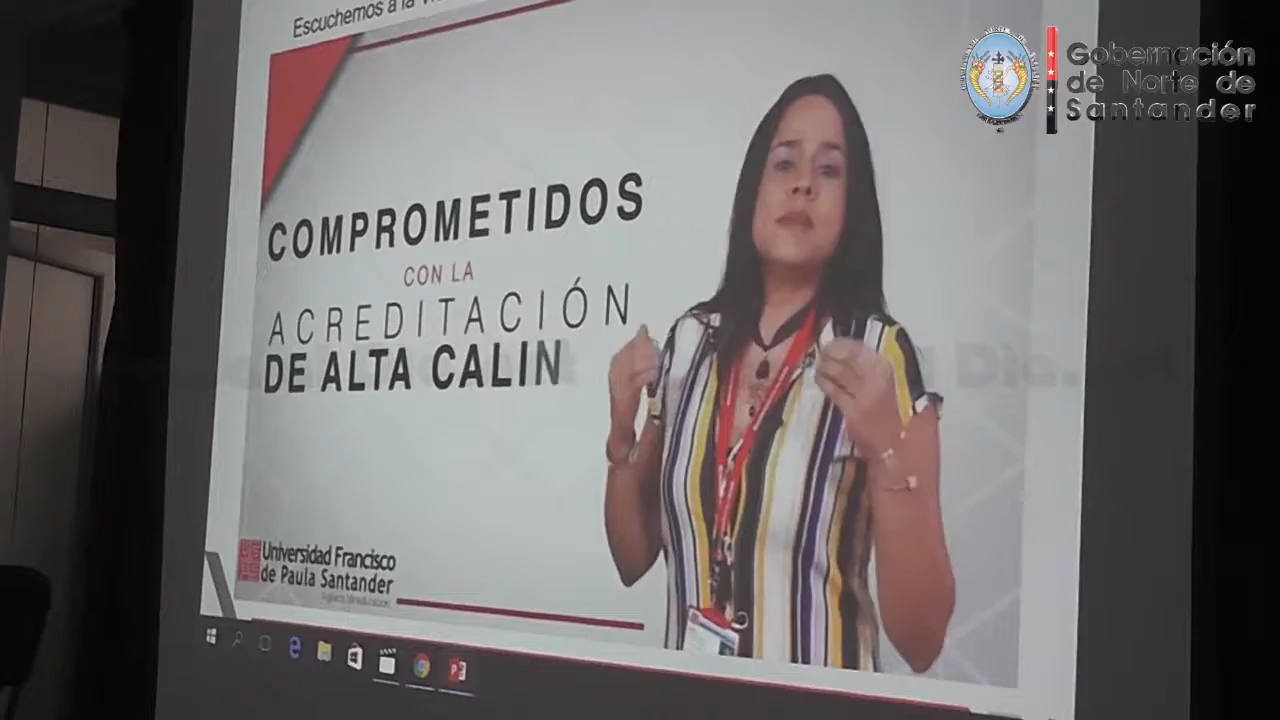 Escuchemos a la
Gobernación
de Norte de
Santander
COMPROMETIDOS
CON LA
ACREDITACIÓN
DE ALTA CALIN
Universidad Francisco
de Paula Santander